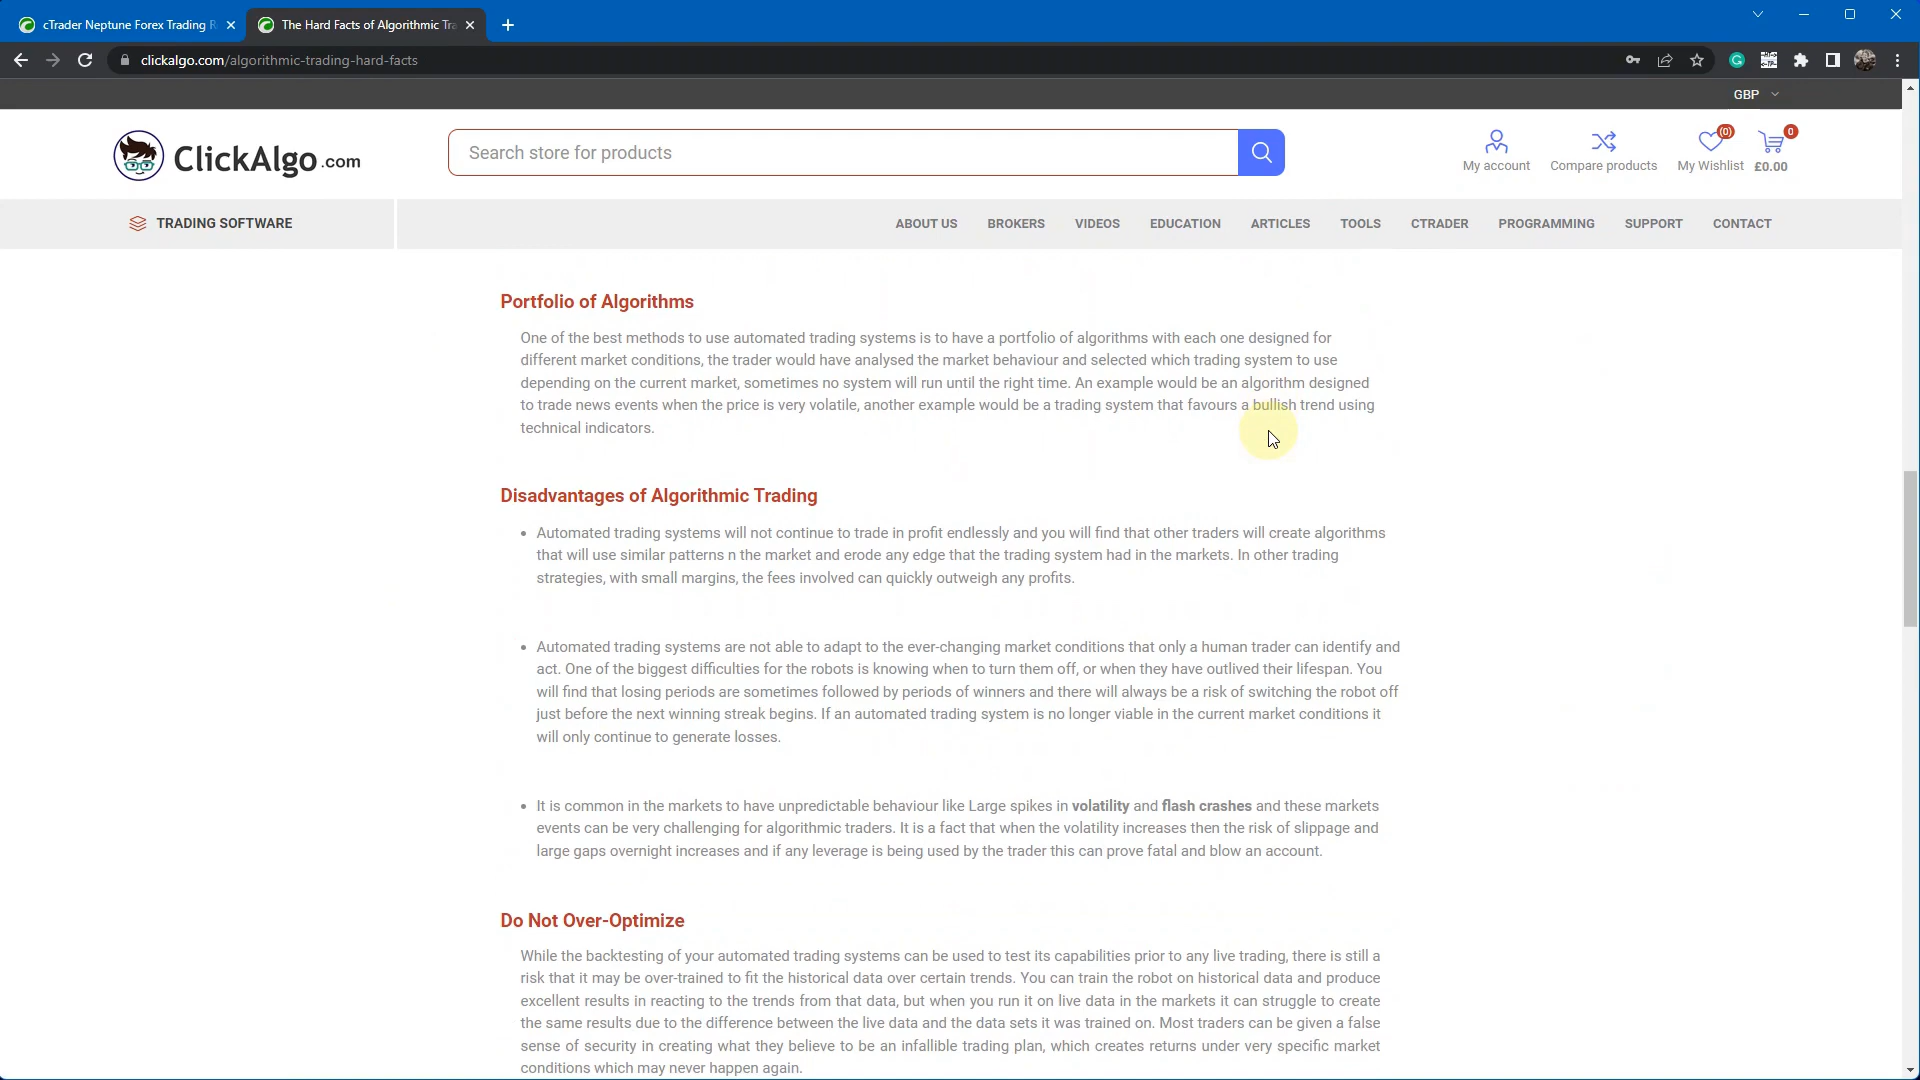 cTrader Neptune Forex Trading R
The Hard Facts of Algorithmic Tra
clickalgo.com/algorithmic-trading-hard-facts
GBP
ClickAlgo.com
Search store for products
My account
Compare products
(0)
My Wishlist
0
£0.00
TRADING SOFTWARE
ABOUT US
BROKERS
VIDEOS
EDUCATION
ARTICLES
TOOLS
CTRADER
PROGRAMMING
SUPPORT
CONTACT
Portfolio of Algorithms
One of the best methods to use automated trading systems is to have a portfolio of algorithms with each one designed for
different market conditions, the trader would have analysed the market behaviour and selected which trading system to use
depending on the current market, sometimes no system will run until the right time. An example would be an algorithm designed
to trade news events when the price is very volatile, another example would be a trading system that favours a bullish trend using
technical indicators.
Disadvantages of Algorithmic Trading
• Automated trading systems will not continue to trade in profit endlessly and you will find that other traders will create algorithms
that will use similar patterns n the market and erode any edge that the trading system had in the markets. In other trading
strategies, with small margins, the fees involved can quickly outweigh any profits.
• Automated trading systems are not able to adapt to the ever-changing market conditions that only a human trader can identify and
act. One of the biggest difficulties for the robots is knowing when to turn them off, or when they have outlived their lifespan. You
will find that losing periods are sometimes followed by periods of winners and there will always be a risk of switching the robot off
just before the next winning streak begins. If an automated trading system is no longer viable in the current market conditions it
will only continue to generate losses.
• It is common in the markets to have unpredictable behaviour like Large spikes in volatility and flash crashes and these markets
events can be very challenging for algorithmic traders. It is a fact that when the volatility increases then the risk of slippage and
large gaps overnight increases and if any leverage is being used by the trader this can prove fatal and blow an account.
Do Not Over-Optimize
While the backtesting of your automated trading systems can be used to test its capabilities prior to any live trading, there is still a
risk that it may be over-trained to fit the historical data over certain trends. You can train the robot on historical data and produce
excellent results in reacting to the trends from that data, but when you run it on live data in the markets it can struggle to create
the same results due to the difference between the live data and the data sets it was trained on. Most traders can be given a false
sense of security in creating what they believe to be an infallible trading plan, which creates returns under very specific market
conditions which may never happen again.